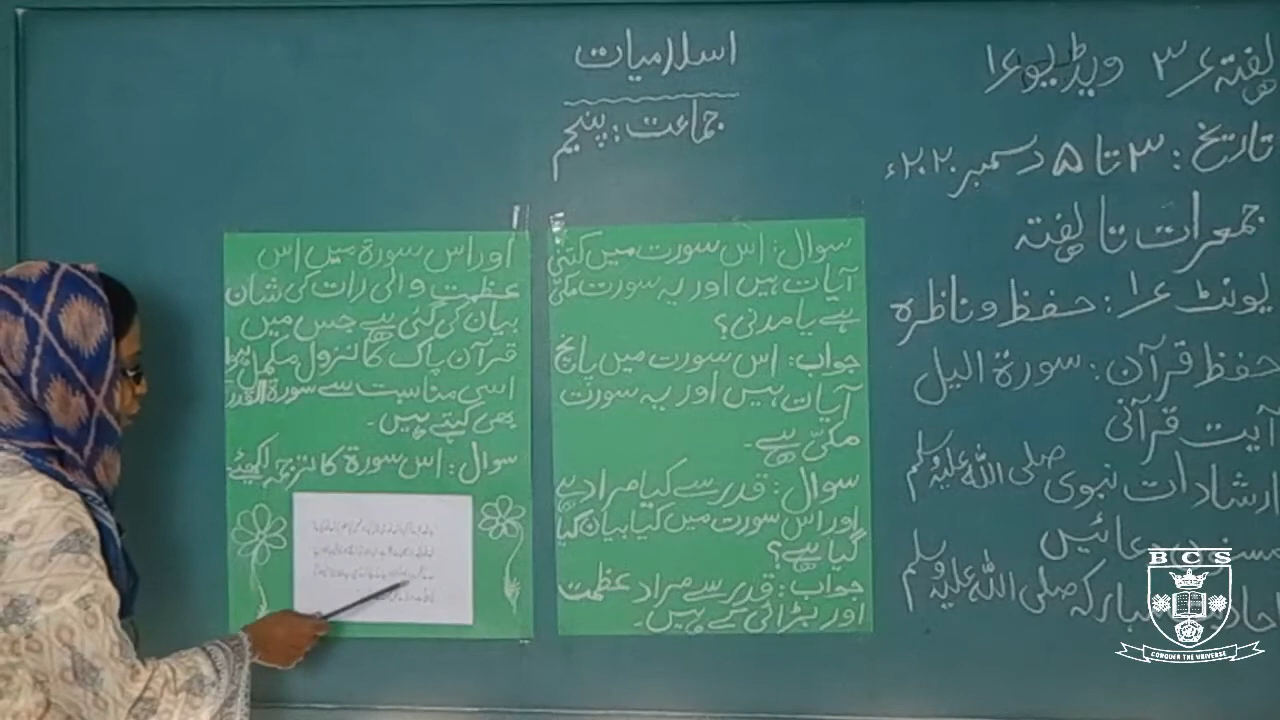 اسلامیات
جماعت: پنجم
ہفتہ ۳ ویڈیو ۱
تاریخ: ۳ تا ۵ دسمبر ۲۰۲۰ء
جمعرات تا ہفتہ
یونٹ ۱: حفظ و ناظرہ
حفظ قرآن: سورۃ الیل
آیت قرآنی
ارشادات نبوی صلی اللہ علیہ وسلم
مسنون دعائیں
احادیث مبارکہ صلی اللہ علیہ وسلم
سوال: اس سورت میں کتنی
آیات ہیں اور یہ سورت مکی
ہے یا مدنی؟
جواب: اس سورت میں پانچ
آیات ہیں اور یہ سورت
مکیّ ہے۔
سوال: قدر سے کیا مراد ہے
اور اس سورت میں کیا بیان کیا
گیا ہے؟
جواب: قدر سے مراد عظمت
اور بڑائی کے ہیں۔
اور اس سورۃ میں اس
عظمت والی رات کی شان
بیان کی گئی ہے جس میں
قرآن پاک کا نزول مکمل ہوا
اسی مناسبت سے سورۃ القدر
بھی کہتے ہیں۔
سوال: اس سورۃ کا ترجمہ لکھئے
BCS
CONQUER THE UNIVERSE